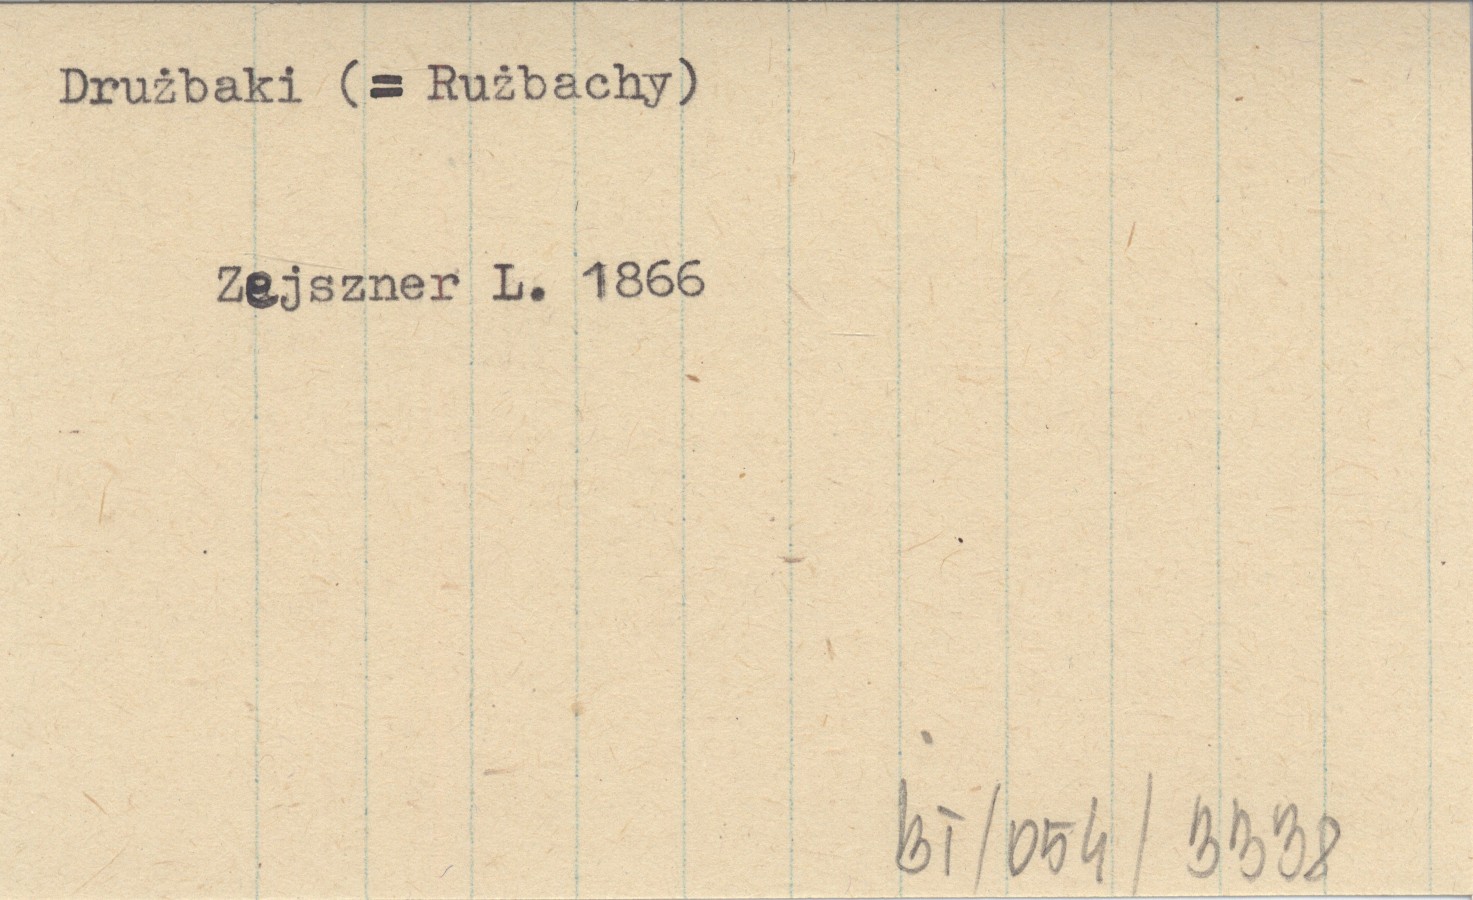 Drużbaki (= Rużbachy)
Zejszner L. 1866
BI/054/3338